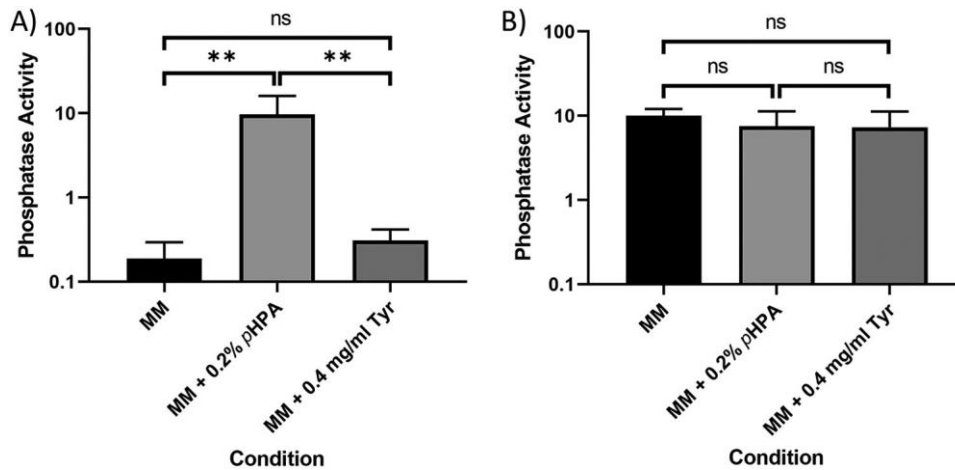 A)
ns
**
**
100
10
1
0.1
Phosphatase Activity
MM
MM + 0.2% pHPA
MM + 0.4 mg/ml Tyr
Condition
B)
ns
ns
ns
100
10
1
0.1
Phosphatase Activity
MM
MM + 0.2% pHPA
MM + 0.4 mg/ml Tyr
Condition